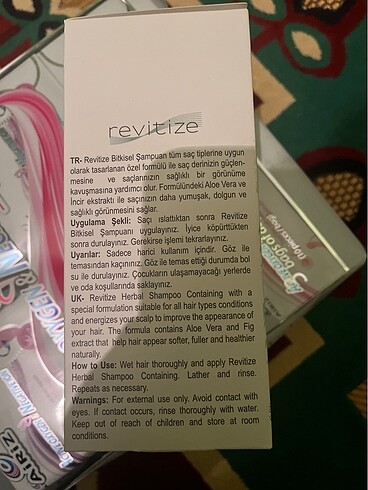 revitize
TR- Revitize Bitkisel Şampuan tüm saç tiplerine uygun
olarak tasarlanan özel formülü ile saç derinizin güçlen-
mesine ve saçlarınızın sağlıklı bir görünüme
kavuşmasına yardımcı olur. Formülündeki Aloe Vera ve
İncir ekstraktı ile saçınızın daha yumuşak, dolgun ve
sağlıklı görünmesini sağlar.
Uygulama Şekli: Saçı ıslattıktan sonra Revitize
Bitkisel Şampuanı uygulayınız. İyice köpürttükten
sonra durulayınız. Gerekirse işlemi tekrarlayınız.
Uyarılar: Sadece harici kullanım içindir. Göz ile
temasından kaçınınız. Göz ile temas ettiği durumda bol
su ile durulayınız. Çocukların ulaşamayacağı yerlerde
ve oda koşullarında saklayınız.
UK- Revitize Herbal Shampoo Containing with a
special formulation suitable for all hair types conditions
and energizes your scalp to improve the appearance of
your hair. The formula contains Aloe Vera and Fig
extract that help hair appear softer, fuller and healthier
naturally.
How to Use: Wet hair thoroughly and apply Revitize
Herbal Shampoo Containing. Lather and rinse.
Repeats as necessary.
Warnings: For external use only. Avoid contact with
eyes. If contact occurs, rinse thoroughly with water.
Keep out of reach of children and store at room
conditions.
AIRIZ